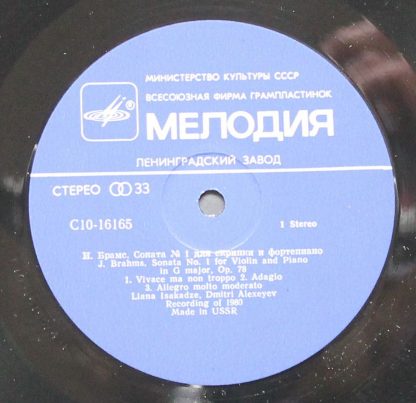 МИНИСТЕРСТВО КУЛЬТУРЫ СССР
ВСЕСОЮЗНАЯ ФИРМА ГРАМПЛАСТИНОК
МЕЛОДИЯ
ЛЕНИНГРАДСКИЙ ЗАВОД
СТЕРЕО 33
С10-16165 1 Stereo
И. Брамс. Соната № 1 для скрипки и фортепиано
J. Brahms. Sonata No. 1 for Violin and Piano
in G major, Op. 78
1. Vivace ma non troppo 2. Adagio
3. Allegro molto moderato
Liana Isakadze, Dmitri Alexeyev
Recording of 1980
Made in USSR